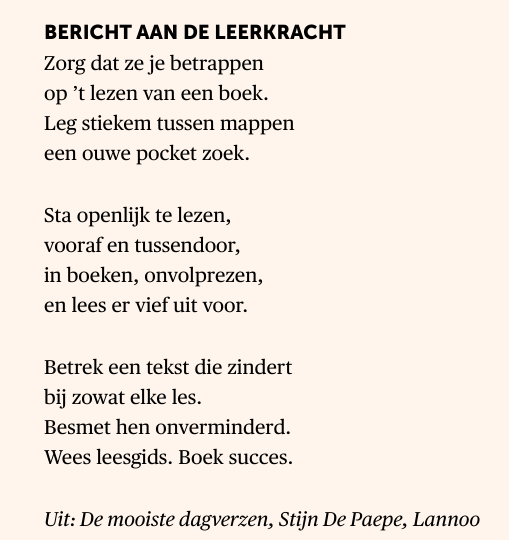 BERICHT AAN DE LEERKRACHT
Zorg dat ze je betrappen
op ’t lezen van een boek.
Leg stiekem tussen mappen
een ouwe pocket zoek.

Sta openlijk te lezen,
vooraf en tussendoor,
in boeken, onvolprezen,
en lees er vief uit voor.

Betrek een tekst die zindert
bij zowat elke les.
Besmet hen onverminderd.
Wees leesgids. Boek succes.

Uit: De mooiste dagverzen, Stijn De Paepe, Lannoo